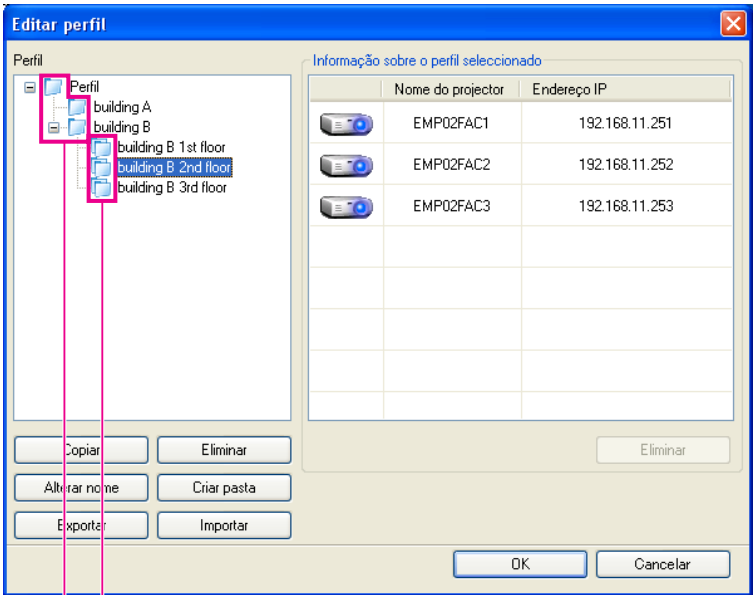 Editar perfil
Perfil
Perfil
building A
building B
building B 1st floor
building B 2nd floor
building B 3rd floor
Copiar
Eliminar
Alterar nome
Criar pasta
Exportar
Importar
Informação sobre o perfil seleccionado
Nome do projector Endereço IP
EMP02FAC1 192.168.11.251
EMP02FAC2 192.168.11.252
EMP02FAC3 192.168.11.253
Eliminar
OK
Cancelar